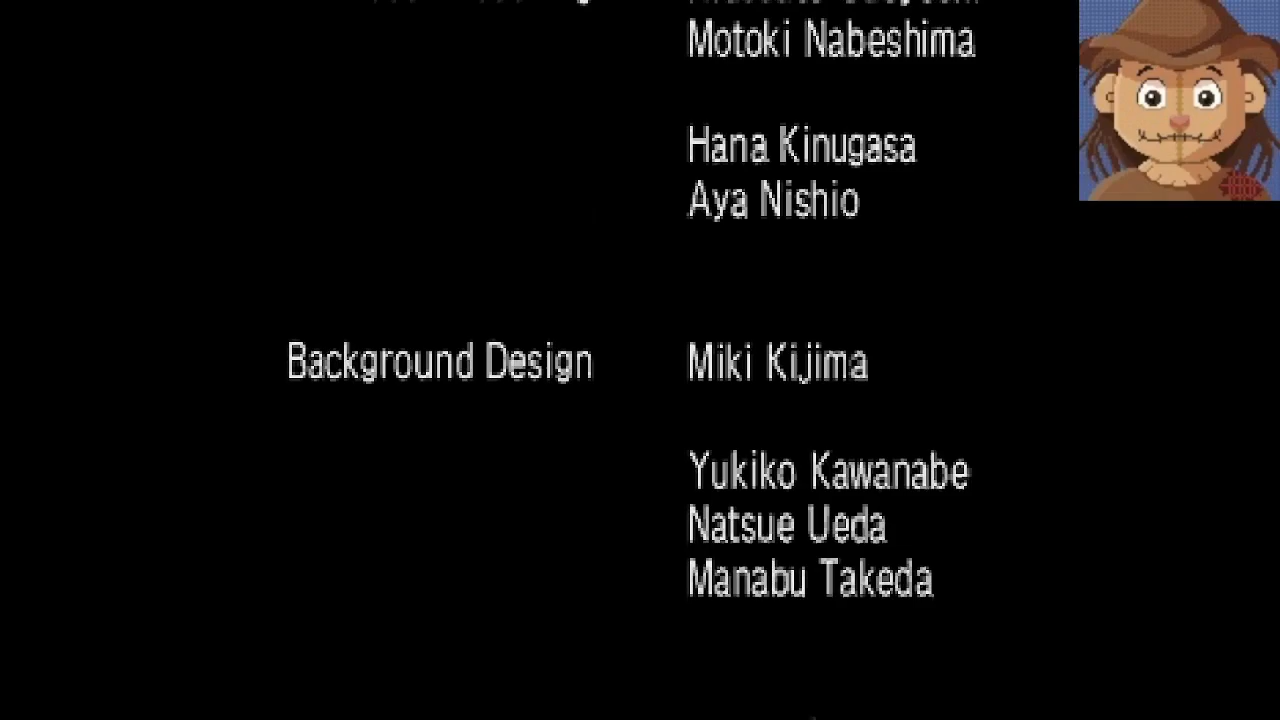 Motoki Nabeshima
Hana Kinugasa
Aya Nishio
Background Design Miki Kijima
Yukiko Kawanabe
Natsue Ueda
Manabu Takeda